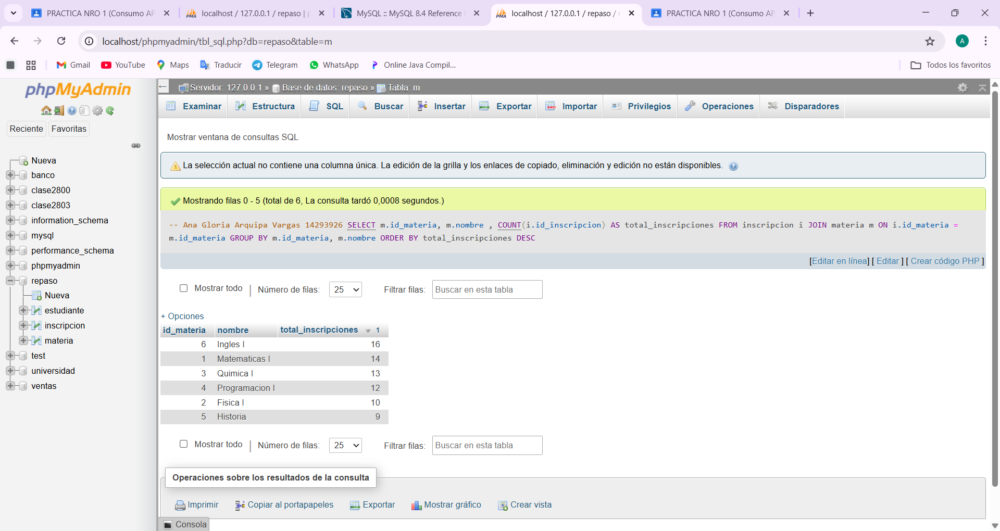 PRACTICA NRO 1 (Consumo AP
localhost / 127.0.0.1 / repaso | p
MySQL :: MySQL 8.4 Reference
localhost / 127.0.0.1 / repaso /
PRACTICA NRO 1 (Consumo AP
localhost/phpmyadmin/tbl_sql.php?db=repaso&table=m
A
Gmail
YouTube
Maps
Traducir
Telegram
WhatsApp
Online Java Compil...
Todos los favoritos
phpMyAdmin
Reciente
Favoritas
Nueva
banco
clase2800
clase2803
information_schema
mysql
performance_schema
phpmyadmin
repaso
Nueva
estudiante
inscripcion
materia
test
universidad
ventas
Servidor: 127.0.0.1 » Base de datos: repaso » Tabla: m
Examinar
Estructura
SQL
Buscar
Insertar
Exportar
Importar
Privilegios
Operaciones
Disparadores
Mostrar ventana de consultas SQL
La selección actual no contiene una columna única. La edición de la grilla y los enlaces de copiado, eliminación y edición no están disponibles.
Mostrando filas 0 - 5 (total de 6, La consulta tardó 0,0008 segundos.)
-- Ana Gloria Arquipa Vargas 14293926 SELECT m.id_materia, m.nombre , COUNT(i.id_inscripcion) AS total_inscripciones FROM inscripcion i JOIN materia m ON i.id_materia =
m.id_materia GROUP BY m.id_materia, m.nombre ORDER BY total_inscripciones DESC
[Editar en línea] [ Editar ] [ Crear código PHP ]
Mostrar todo | Número de filas: 25 Filtrar filas: Buscar en esta tabla
+ Opciones
id_materia nombre total_inscripciones 1
6 Ingles I 16
1 Matematicas I 14
3 Quimica I 13
4 Programacion I 12
2 Fisica I 10
5 Historia 9
Mostrar todo | Número de filas: 25 Filtrar filas: Buscar en esta tabla
Operaciones sobre los resultados de la consulta
Imprimir
Copiar al portapapeles
Exportar
Mostrar gráfico
Crear vista
Consola